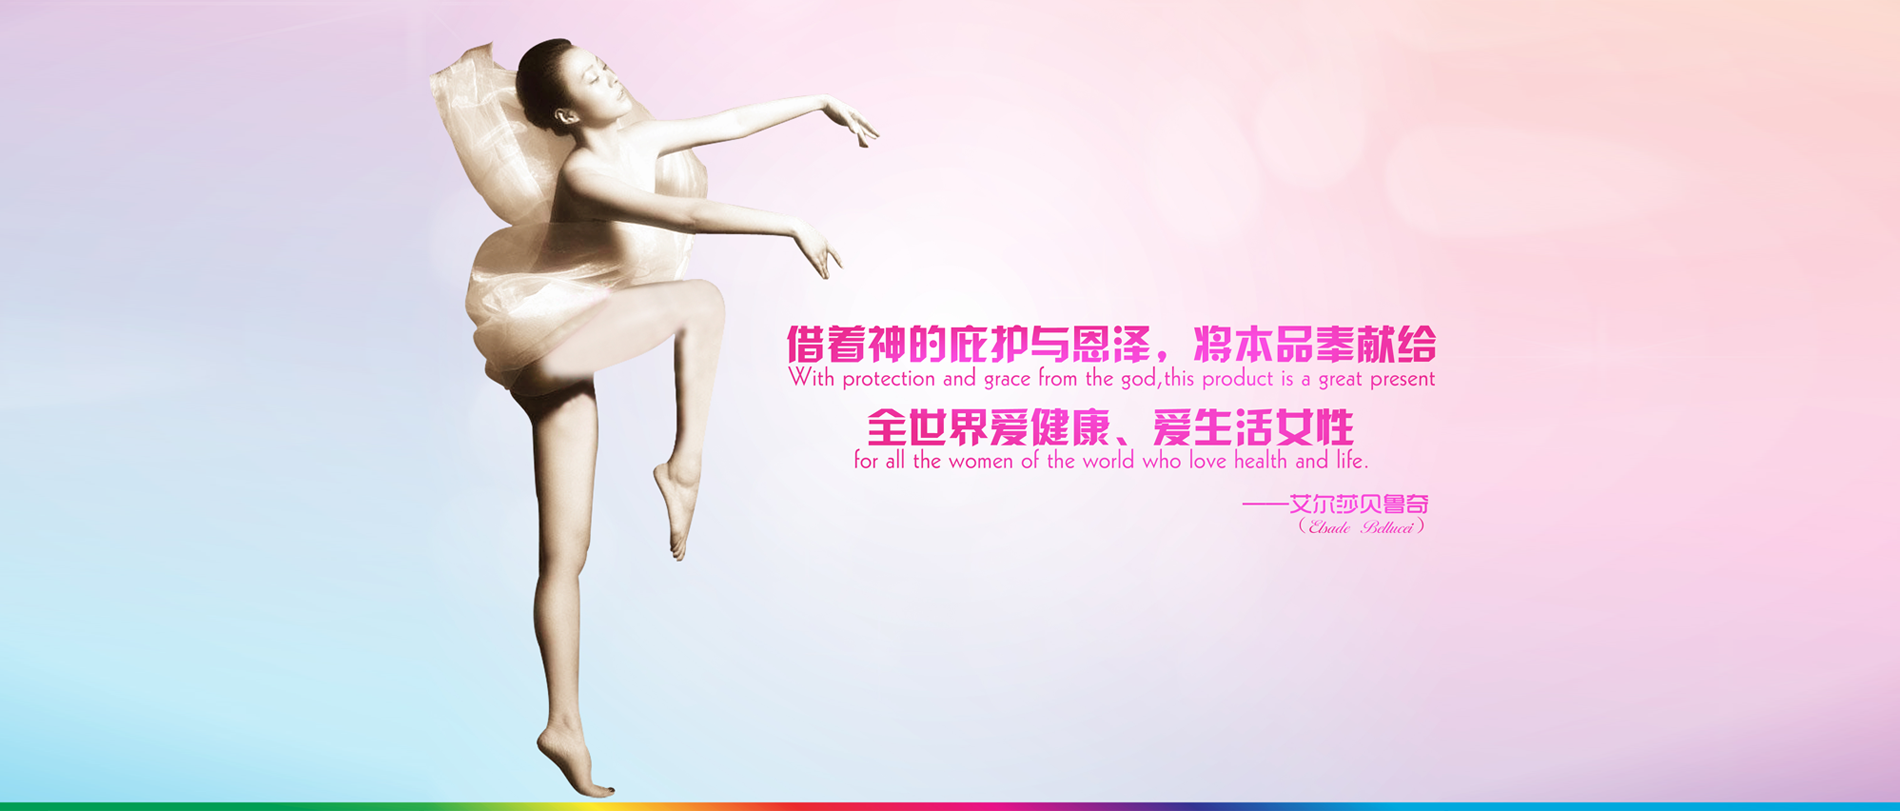 借着神的庇护与恩泽，将本品奉献给
With protection and grace from the god,this product is a great present
全世界爱健康、爱生活女性
for all the women of the world who love health and life.
——艾尔莎贝鲁奇
（Elsade Bellucci）